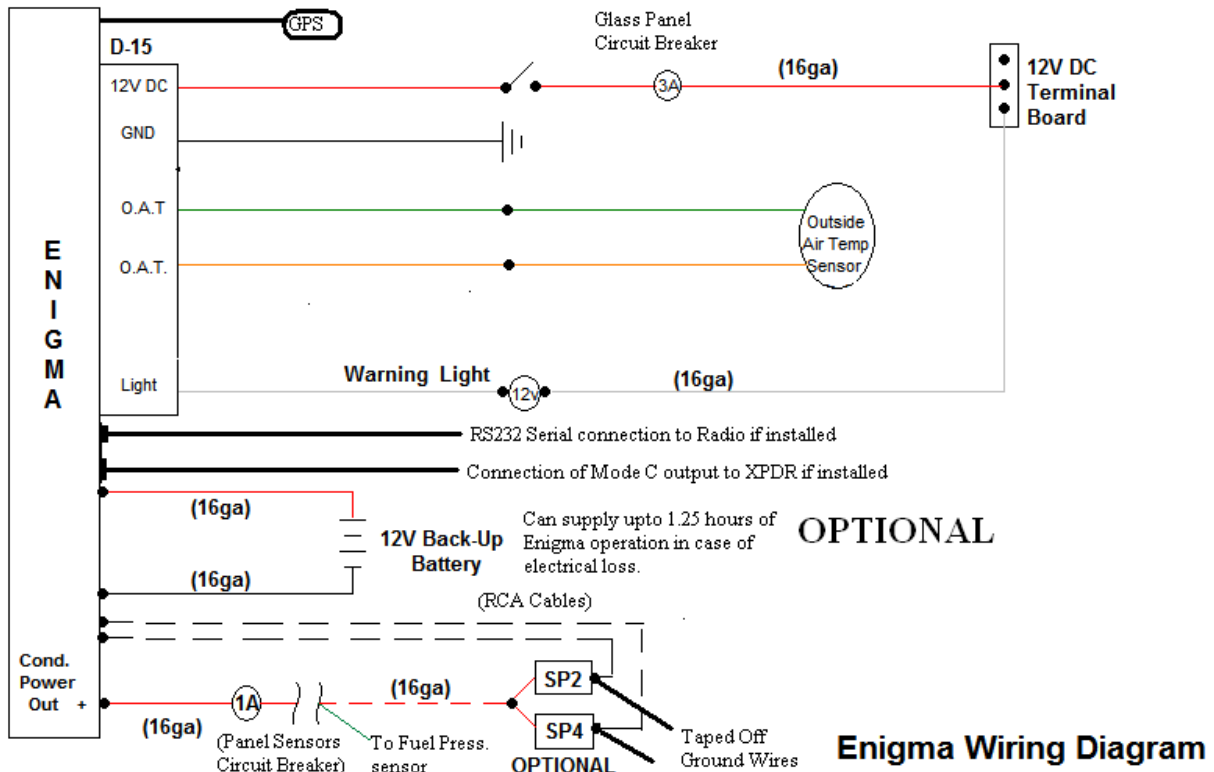 GPS
Glass Panel
Circuit Breaker
D-15
12V DC
3A
(16ga)
12V DC
Terminal
Board
GND
O.A.T
Outside
Air Temp
Sensor
O.A.T.
ENIGMA
Light
Warning Light
12v
(16ga)
RS232 Serial connection to Radio if installed
Connection of Mode C output to XPDR if installed
(16ga)
12V Back-Up
Battery
Can supply upto 1.25 hours of
Enigma operation in case of
electrical loss.
OPTIONAL
(16ga)
(RCA Cables)
Cond.
Power
Out +
(16ga)
1A
(Panel Sensors
Circuit Breaker)
To Fuel Press.
sensor
(16ga)
SP2
SP4
OPTIONAL
Taped Off
Ground Wires
Enigma Wiring Diagram